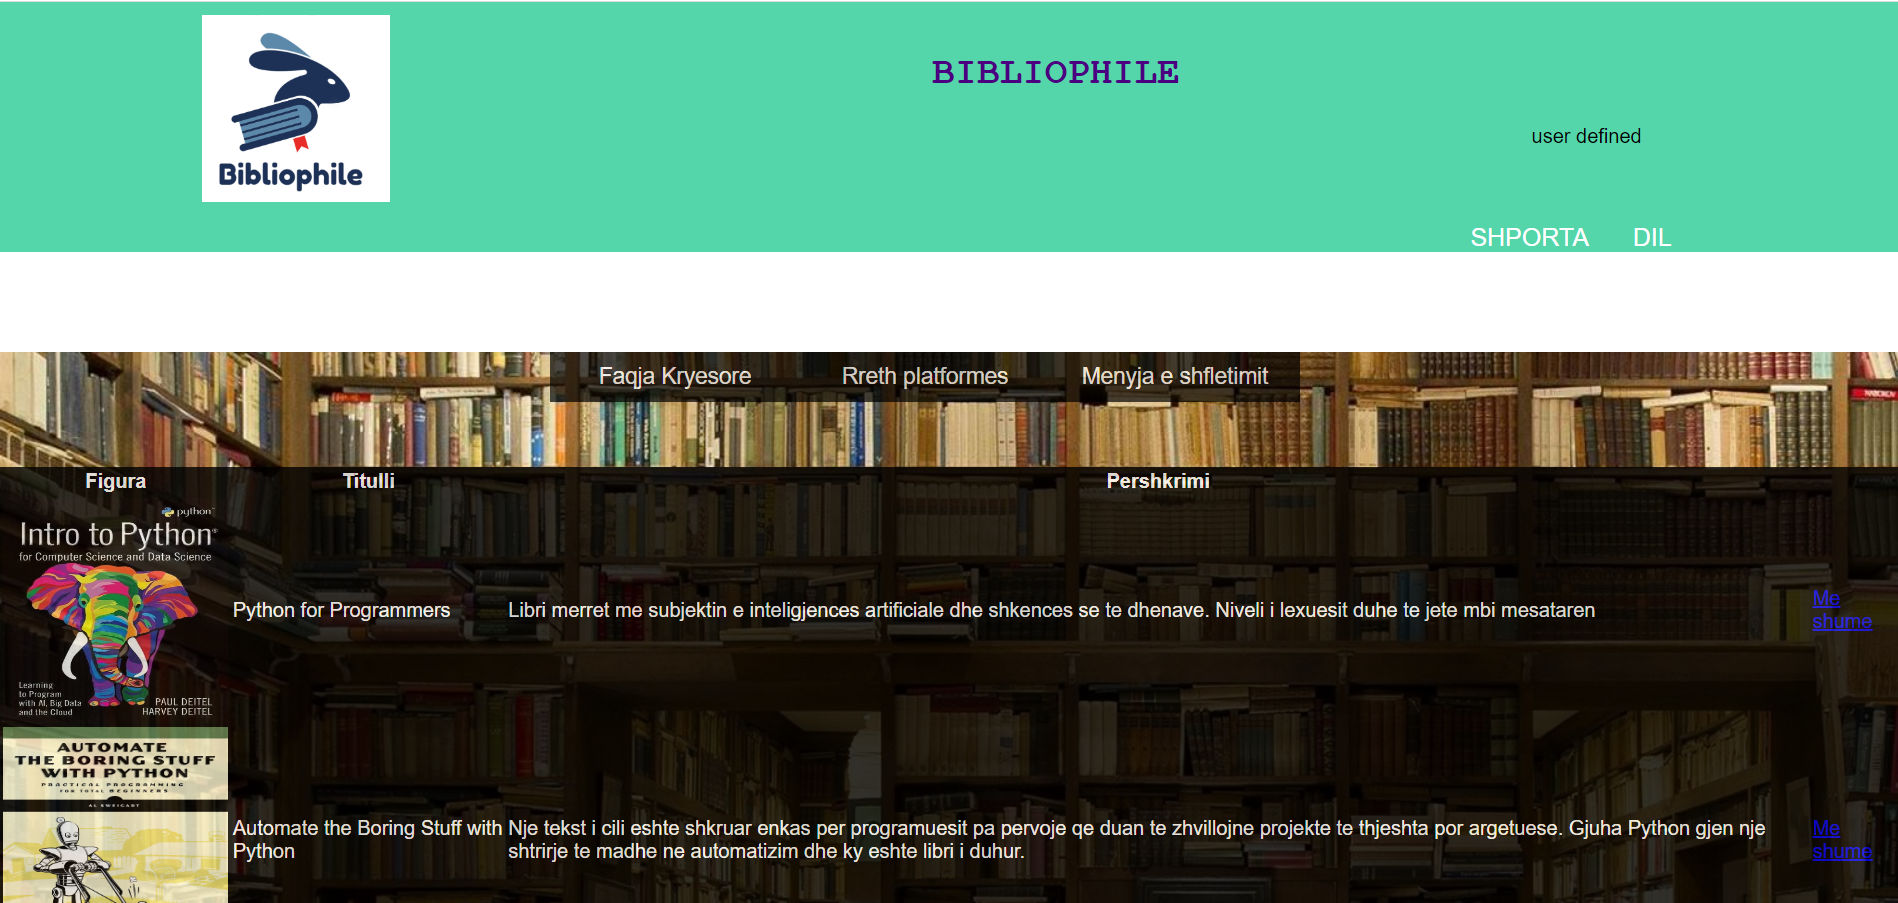 Bibliophile
BIBLIOPHILE
user defined
SHPORTA DIL
Faqja Kryesore Rreth platformes Menyja e shfletimit
Figura Titulli Pershkrimi
python
Intro to Python
for Computer Science and Data Science
Learning
to Program
with AI, Big Data
and the Cloud
PAUL DEITEL
HARVEY DEITEL
Python for Programmers
Libri merret me subjektin e inteligjences artificiale dhe shkences se te dhenave. Niveli i lexuesit duhe te jete mbi mesataren
Me
shume
AUTOMATE
THE BORING STUFF
WITH PYTHON
PRACTICAL PROGRAMMING
FOR TOTAL BEGINNERS
AL SWEIGART
Automate the Boring Stuff with
Python
Nje tekst i cili eshte shkruar enkas per programuesit pa pervoje qe duan te zhvillojne projekte te thjeshta por argetuese. Gjuha Python gjen nje
shtrirje te madhe ne automatizim dhe ky eshte libri i duhur.
Me
shume